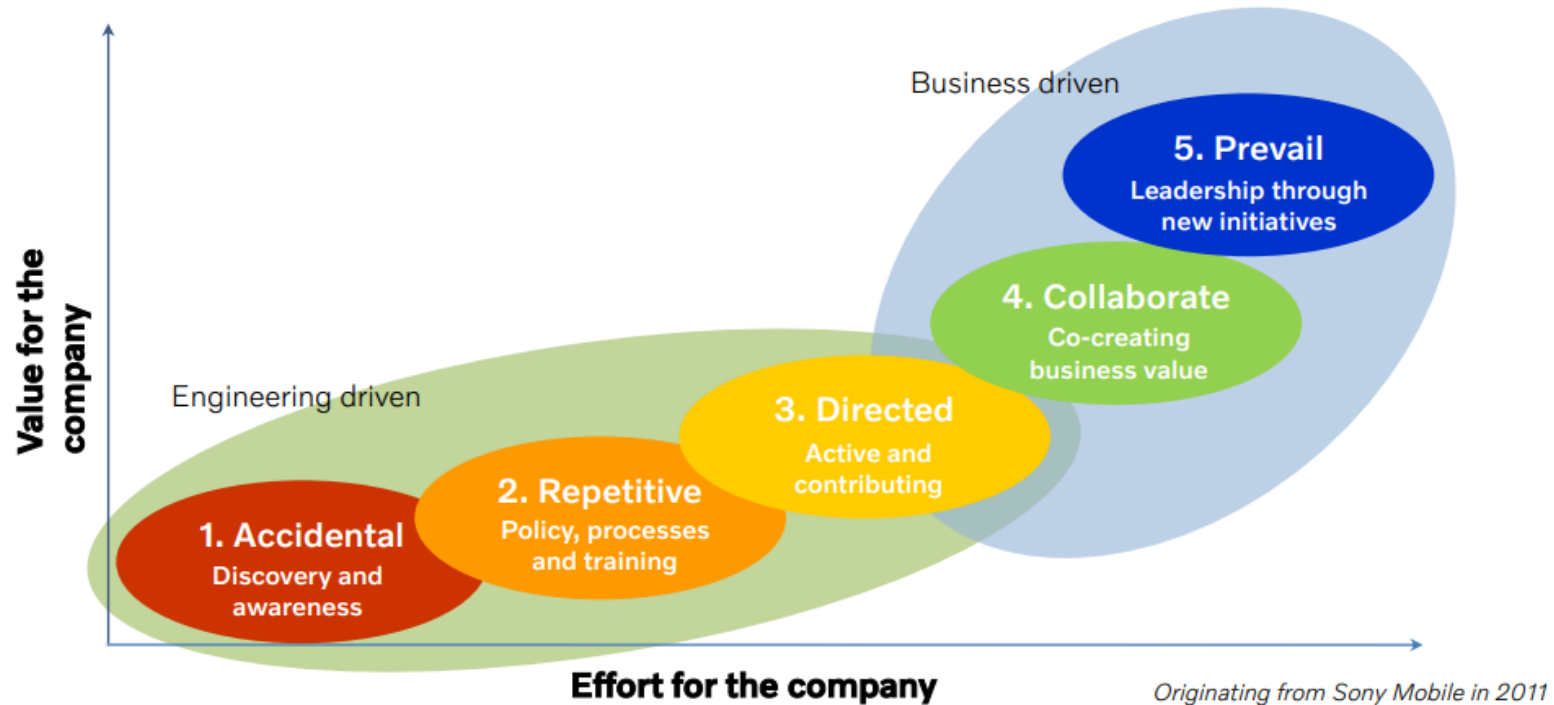 Business driven
5. Prevail
Leadership through
new initiatives
4. Collaborate
Co-creating
business value
Engineering driven
3. Directed
Active and
contributing
2. Repetitive
Policy, processes
and training
1. Accidental
Discovery and
awareness
Value for the
company
Effort for the company
Originating from Sony Mobile in 2011